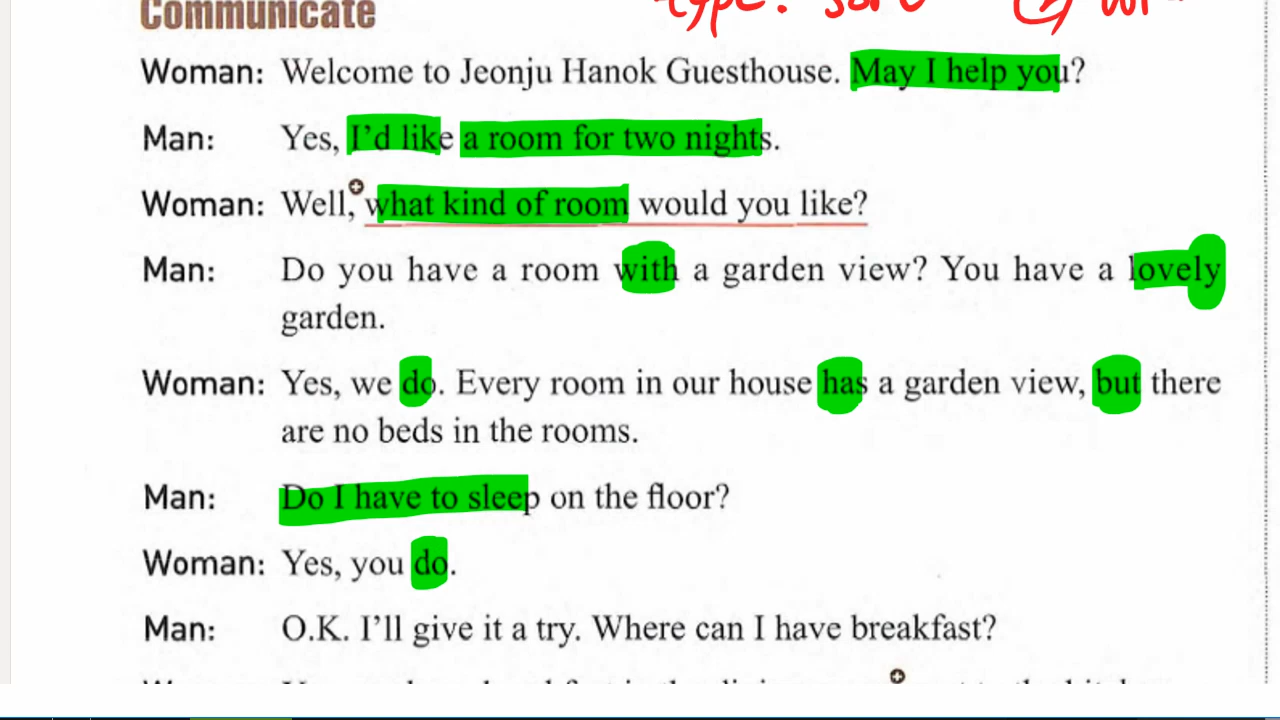 Communicate
type:
Woman: Welcome to Jeonju Hanok Guesthouse. May I help you?
Man: Yes, I'd like a room for two nights.
Woman: Well, what kind of room would you like?
Man: Do you have a room with a garden view? You have a lovely
garden.
Woman: Yes, we do. Every room in our house has a garden view, but there
are no beds in the rooms.
Man: Do I have to sleep on the floor?
Woman: Yes, you do.
Man: O.K. I'll give it a try. Where can I have breakfast?